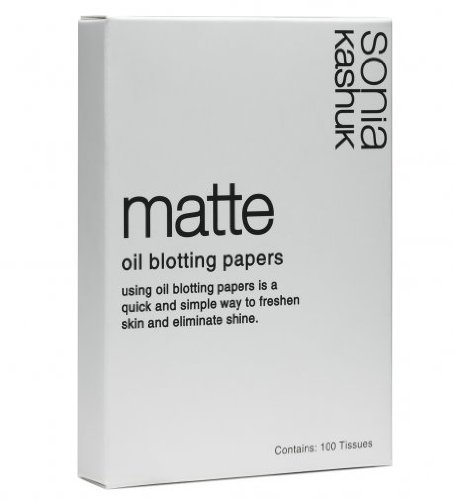 sonia
kashuk
matte
oil blotting papers
using oil blotting papers is a
quick and simple way to freshen
skin and eliminate shine.
Contains: 100 Tissues